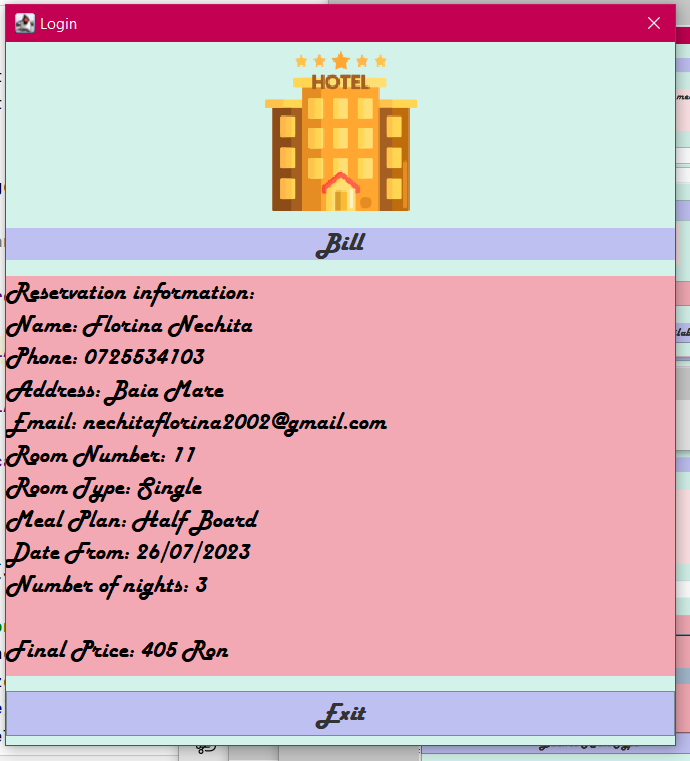 Login
HOTEL
Bill
Reservation information:
Name: Florina Nechita
Phone: 0725534103
Address: Baia Mare
Email: nechitaflorina2002@gmail.com
Room Number: 11
Room Type: Single
Meal Plan: Half Board
Date From: 26/07/2023
Number of nights: 3
Final Price: 405 Ron
Exit